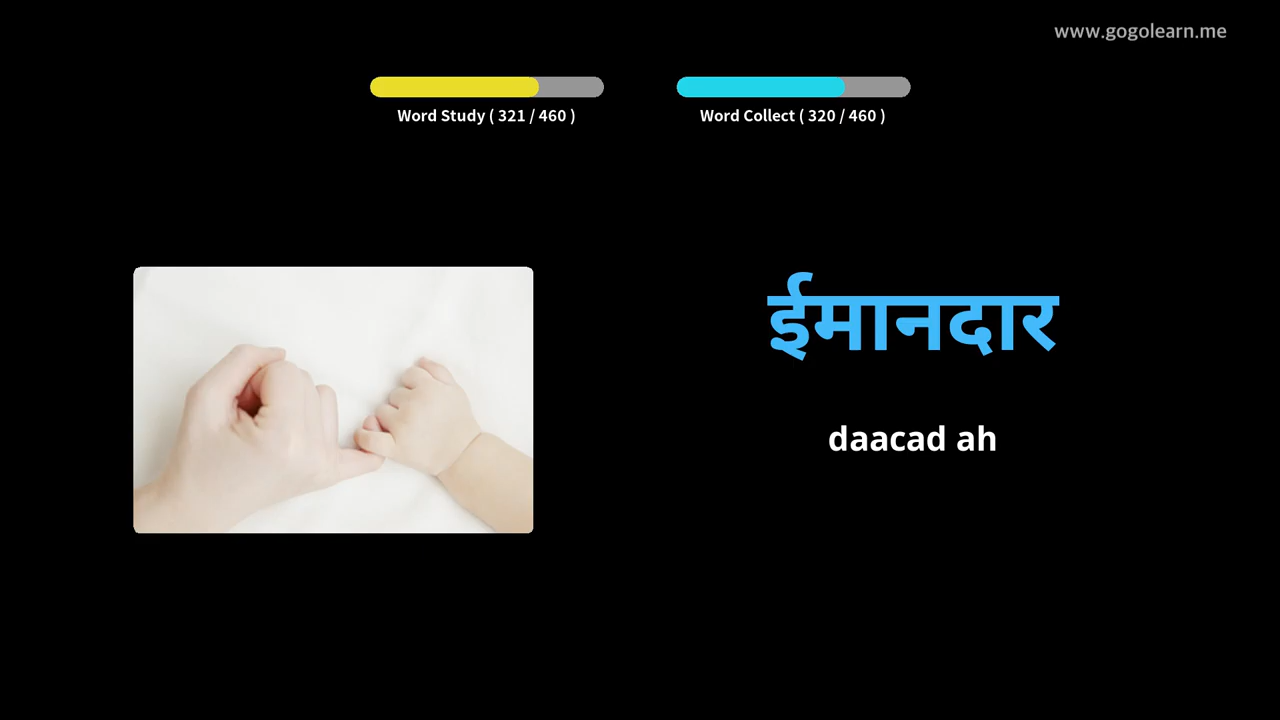 www.gogolearn.me
Word Study ( 321 / 460 )
Word Collect ( 320 / 460 )
ईमानदार
daacad ah